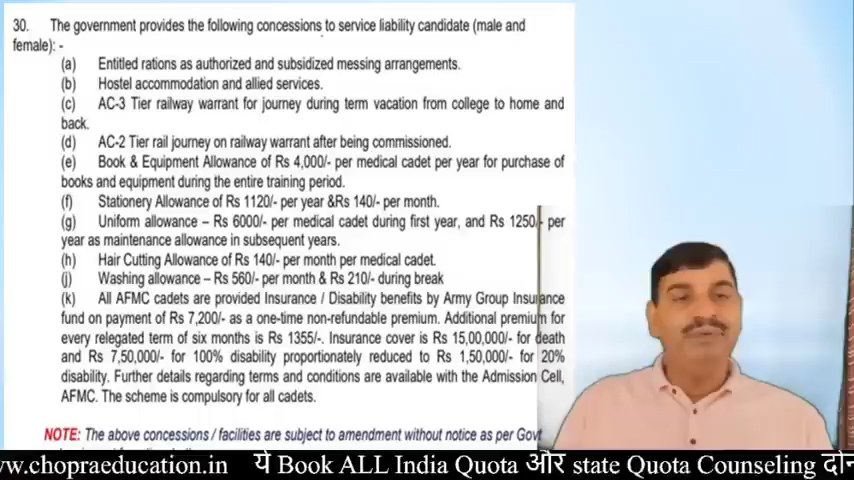 30. The government provides the following concessions to service liability candidate (male and
female): -
(a) Entitled rations as authorized and subsidized messing arrangements.
(b) Hostel accommodation and allied services.
(c) AC-3 Tier railway warrant for journey during term vacation from college to home and
back.
(d) AC-2 Tier rail journey on railway warrant after being commissioned.
(e) Book & Equipment Allowance of Rs 4,000/- per medical cadet per year for purchase of
books and equipment during the entire training period.
(f) Stationery Allowance of Rs 1120/- per year &Rs 140/- per month.
(g) Uniform allowance – Rs 6000/- per medical cadet during first year, and Rs 1250/- per
year as maintenance allowance in subsequent years.
(h) Hair Cutting Allowance of Rs 140/- per month per medical cadet.
(j) Washing allowance – Rs 560/- per month & Rs 210/- during break
(k) All AFMC cadets are provided Insurance / Disability benefits by Army Group Insurance
fund on payment of Rs 7,200/- as a one-time non-refundable premium. Additional premium for
every relegated term of six months is Rs 1355/-. Insurance cover is Rs 15,00,000/- for death
and Rs 7,50,000/- for 100% disability proportionately reduced to Rs 1,50,000/- for 20%
disability. Further details regarding terms and conditions are available with the Admission Cell,
AFMC. The scheme is compulsory for all cadets.
NOTE: The above concessions / facilities are subject to amendment without notice as per Govt
ww.chopraeducation.in ये Book ALL India Quota और state Quota Counseling दोन